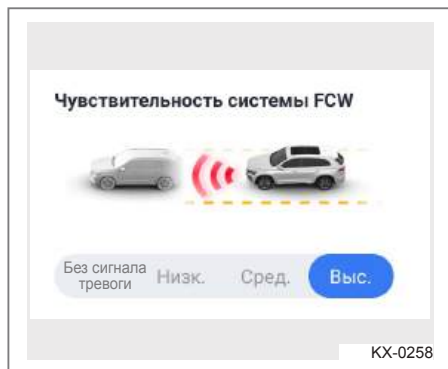 Чувствительность системы FCW
Без сигнала
тревоги
Низк.
Сред.
Выс.
KX-0258